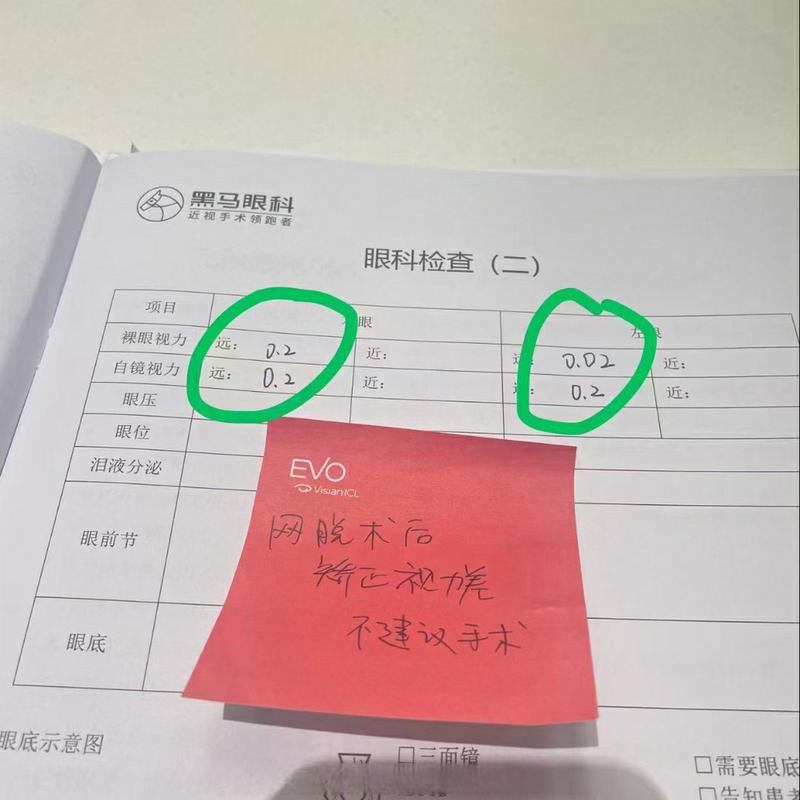 黑马眼科
近视手术领跑者
眼科检查（二）
项目 眼
裸眼视力 远： 0.2 近： 0.02 近：
自镜视力 远： 0.2 近： 远： 0.2 近：
眼压
眼位
泪液分泌
眼前节
眼底
EVO
Visian ICL
网脱术后
矫正视力差
不建议手术
眼底示意图
□三面镜
□需要眼底
□告知患者